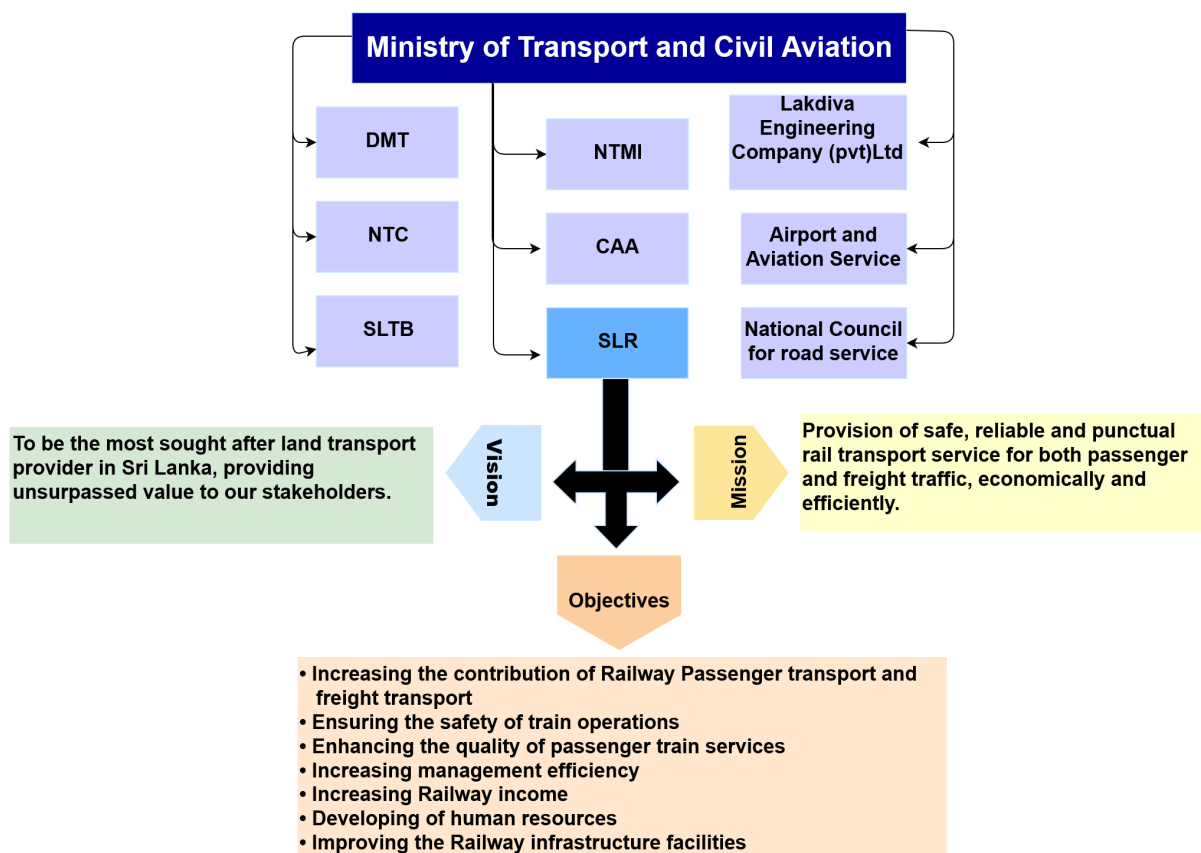 Ministry of Transport and Civil Aviation
DMT
NTC
SLTB
NTMI
CAA
SLR
Lakdiva
Engineering
Company (pvt)Ltd
Airport and
Aviation Service
National Council
for road service
To be the most sought after land transport
provider in Sri Lanka, providing
unsurpassed value to our stakeholders.
Vision
Mission
Provision of safe, reliable and punctual
rail transport service for both passenger
and freight traffic, economically and
efficiently.
Objectives
• Increasing the contribution of Railway Passenger transport and
freight transport
• Ensuring the safety of train operations
• Enhancing the quality of passenger train services
• Increasing management efficiency
• Increasing Railway income
• Developing of human resources
• Improving the Railway infrastructure facilities